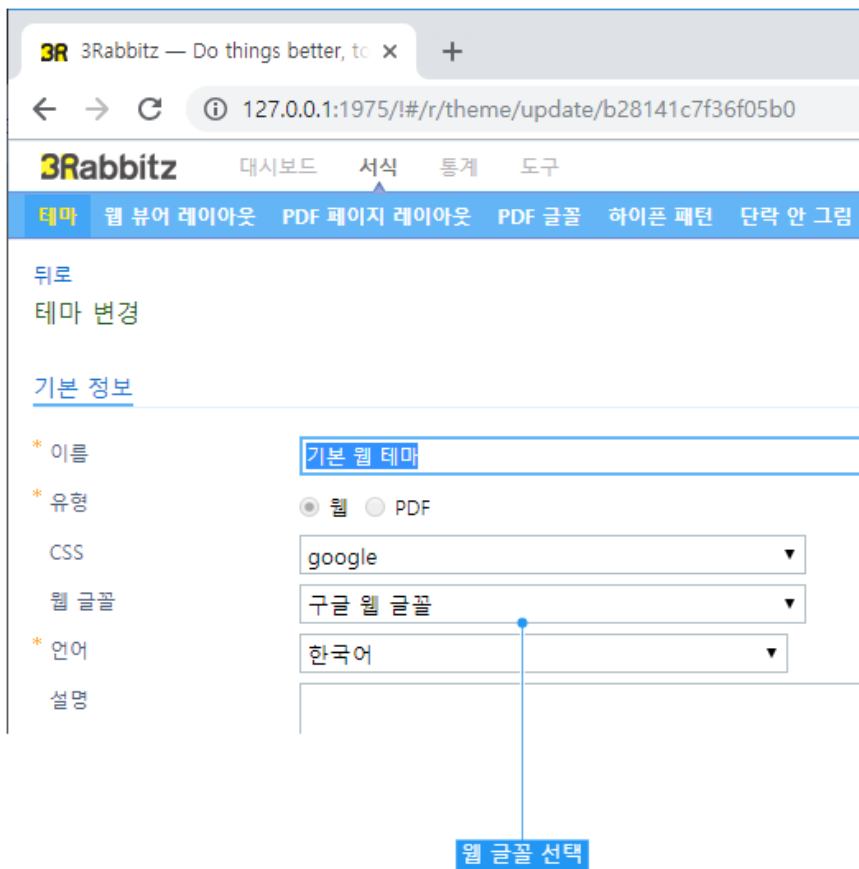 3R 3Rabbitz — Do things better, to
127.0.0.1:1975/!#/r/theme/update/b28141c7f36f05b0
3Rabbitz 대시보드 서식 통계 도구
테마 웹 뷰어 레이아웃 PDF 페이지 레이아웃 PDF 글꼴 하이픈 패턴 단락 안 그림
뒤로
테마 변경
기본 정보
* 이름 기본 웹 테마
* 유형 웹 PDF
CSS google
웹 글꼴 구글 웹 글꼴
* 언어 한국어
설명
웹 글꼴 선택